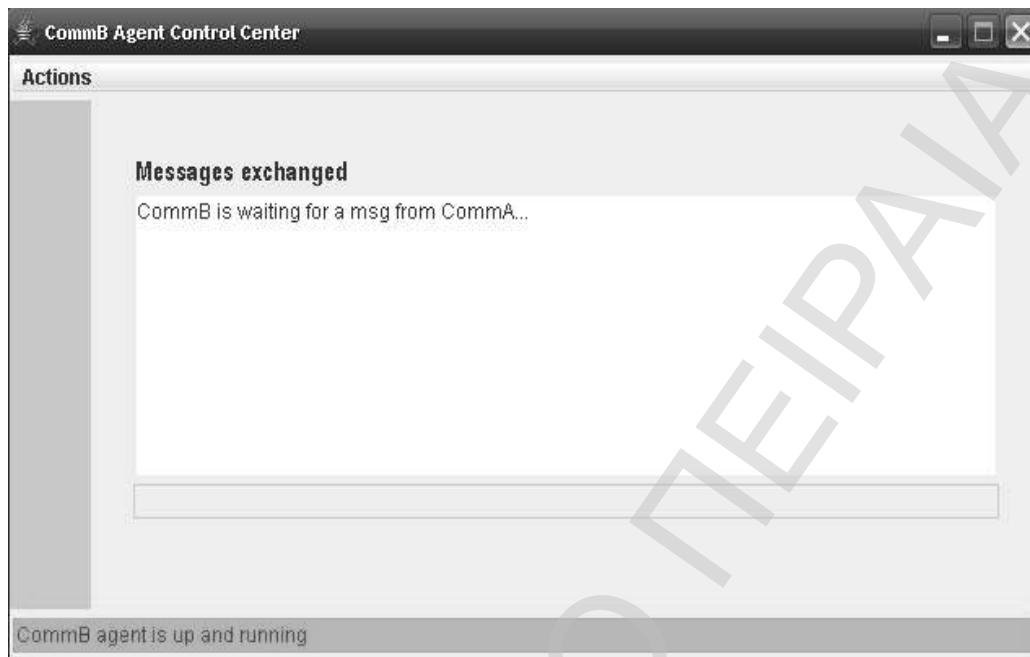 CommB Agent Control Center
Actions
Messages exchanged
CommB is waiting for a msg from CommA...
CommB agent is up and running
Ο ΠΕΙΡΑΙΑ